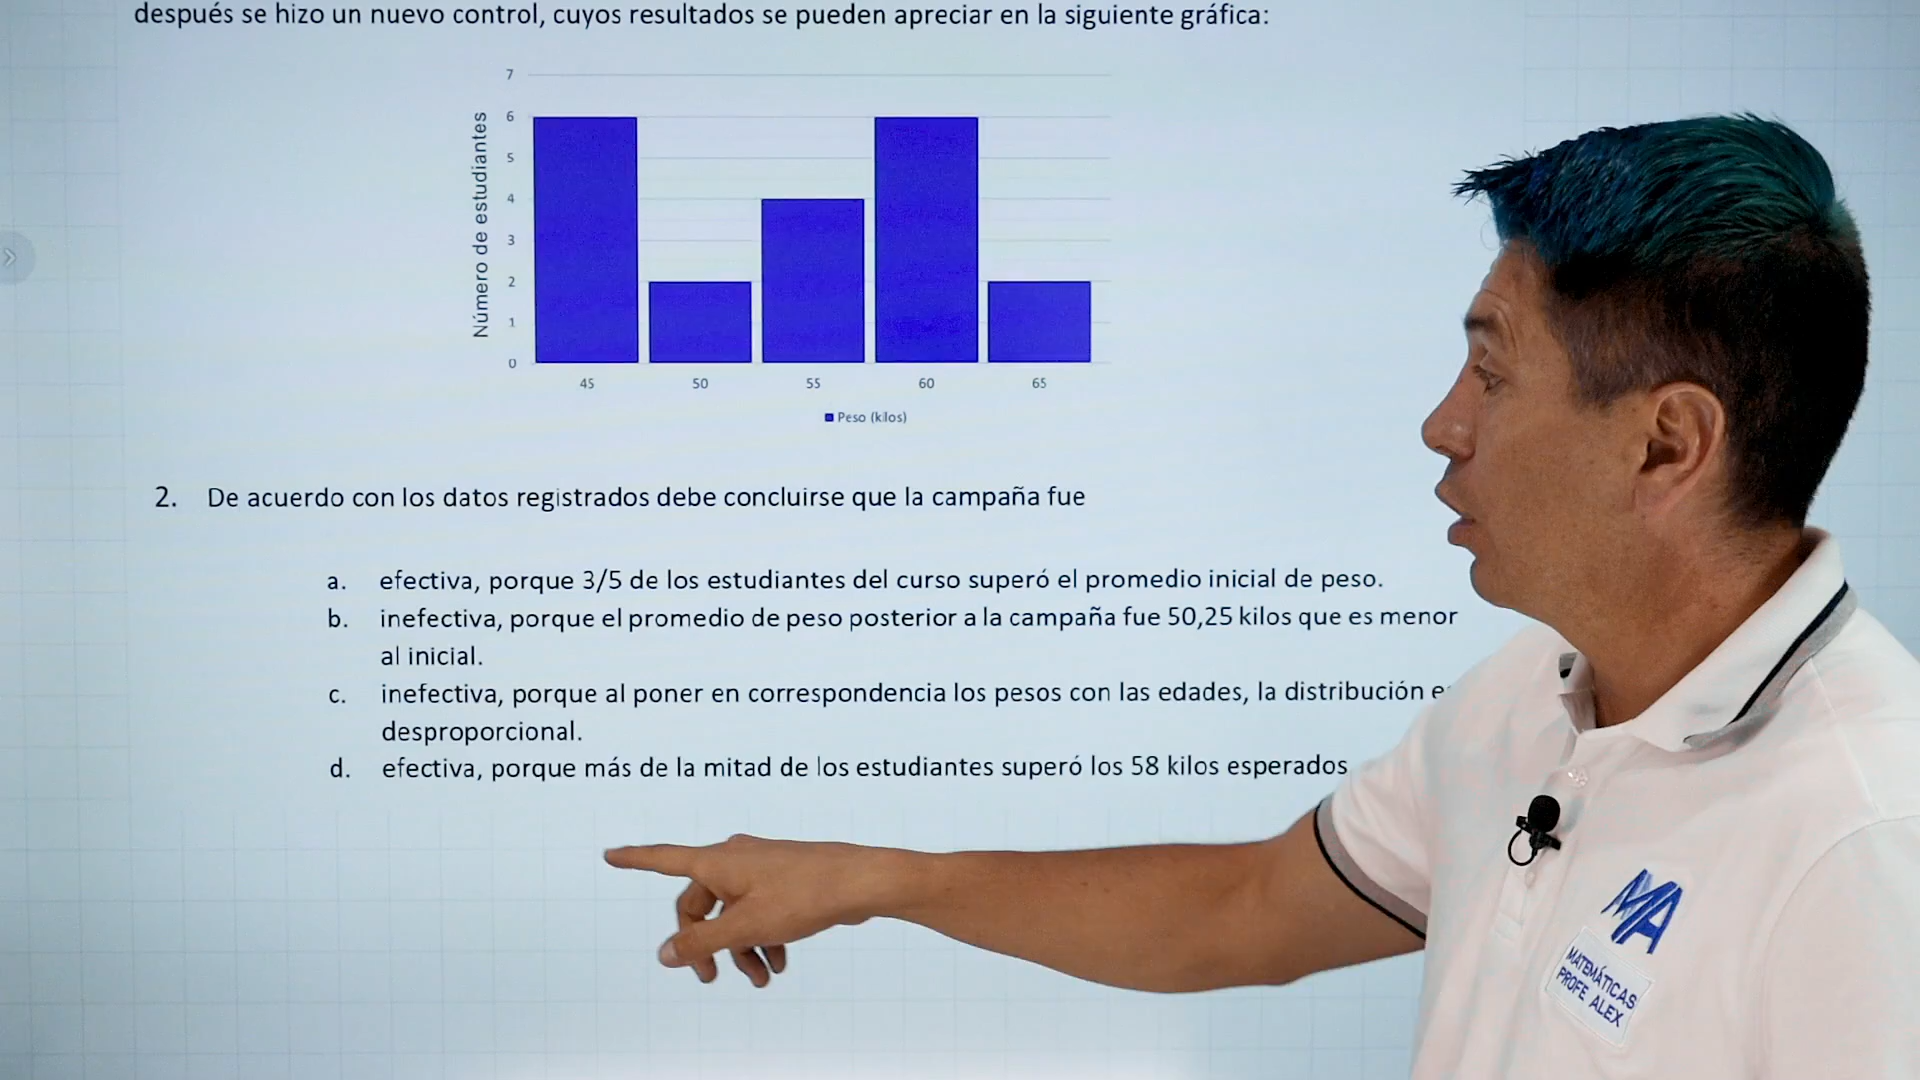 después se hizo un nuevo control, cuyos resultados se pueden apreciar en la siguiente gráfica:
Número de estudiantes
7
6
5
4
3
2
1
0
45
50
55
60
65
Peso (kilos)
2. De acuerdo con los datos registrados debe concluirse que la campaña fue
a. efectiva, porque 3/5 de los estudiantes del curso superó el promedio inicial de peso.
b. inefectiva, porque el promedio de peso posterior a la campaña fue 50,25 kilos que es menor
al inicial.
c. inefectiva, porque al poner en correspondencia los pesos con las edades, la distribución
desproporcional.
d. efectiva, porque más de la mitad de los estudiantes superó los 58 kilos esperados
MA
MATEMÁTICAS
PROFE ALEX